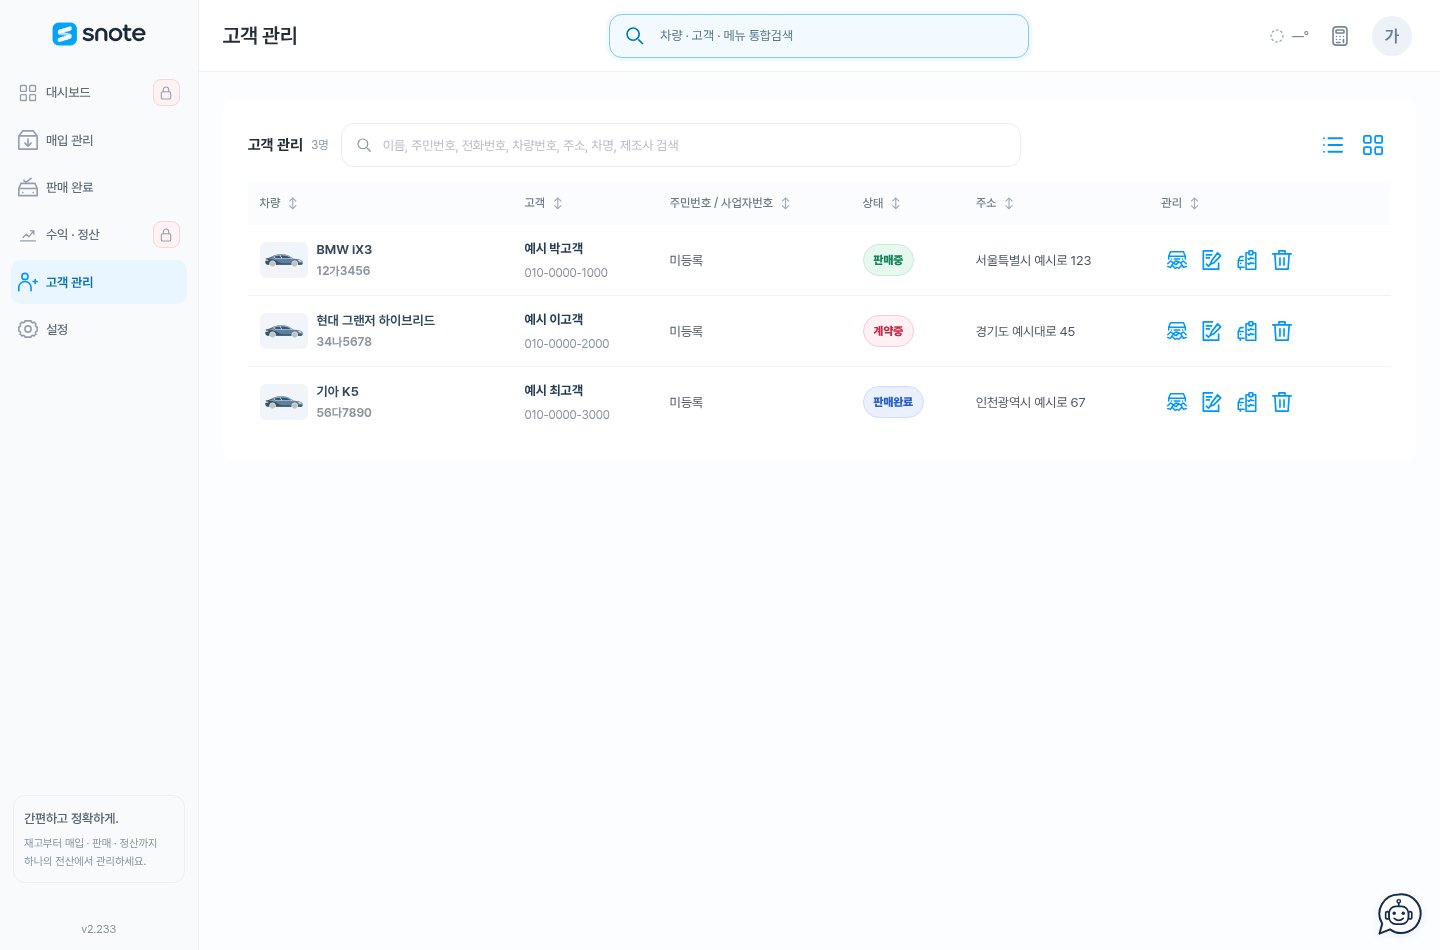 snote
고객 관리
차량 · 고객 · 메뉴 통합검색
—°
가
대시보드
매입 관리
판매 완료
수익 · 정산
고객 관리
설정
고객 관리 3명
이름, 주민번호, 전화번호, 차량번호, 주소, 차명, 제조사 검색
차량 고객 주민번호 / 사업자번호 상태 주소 관리
BMW iX3
12가3456
예시 박고객
010-0000-1000
미등록
판매중
서울특별시 예시로 123
현대 그랜저 하이브리드
34나5678
예시 이고객
010-0000-2000
미등록
계약중
경기도 예시대로 45
기아 K5
56다7890
예시 최고객
010-0000-3000
미등록
판매완료
인천광역시 예시로 67
간편하고 정확하게.
재고부터 매입 · 판매 · 정산까지
하나의 전산에서 관리하세요.
v2.233